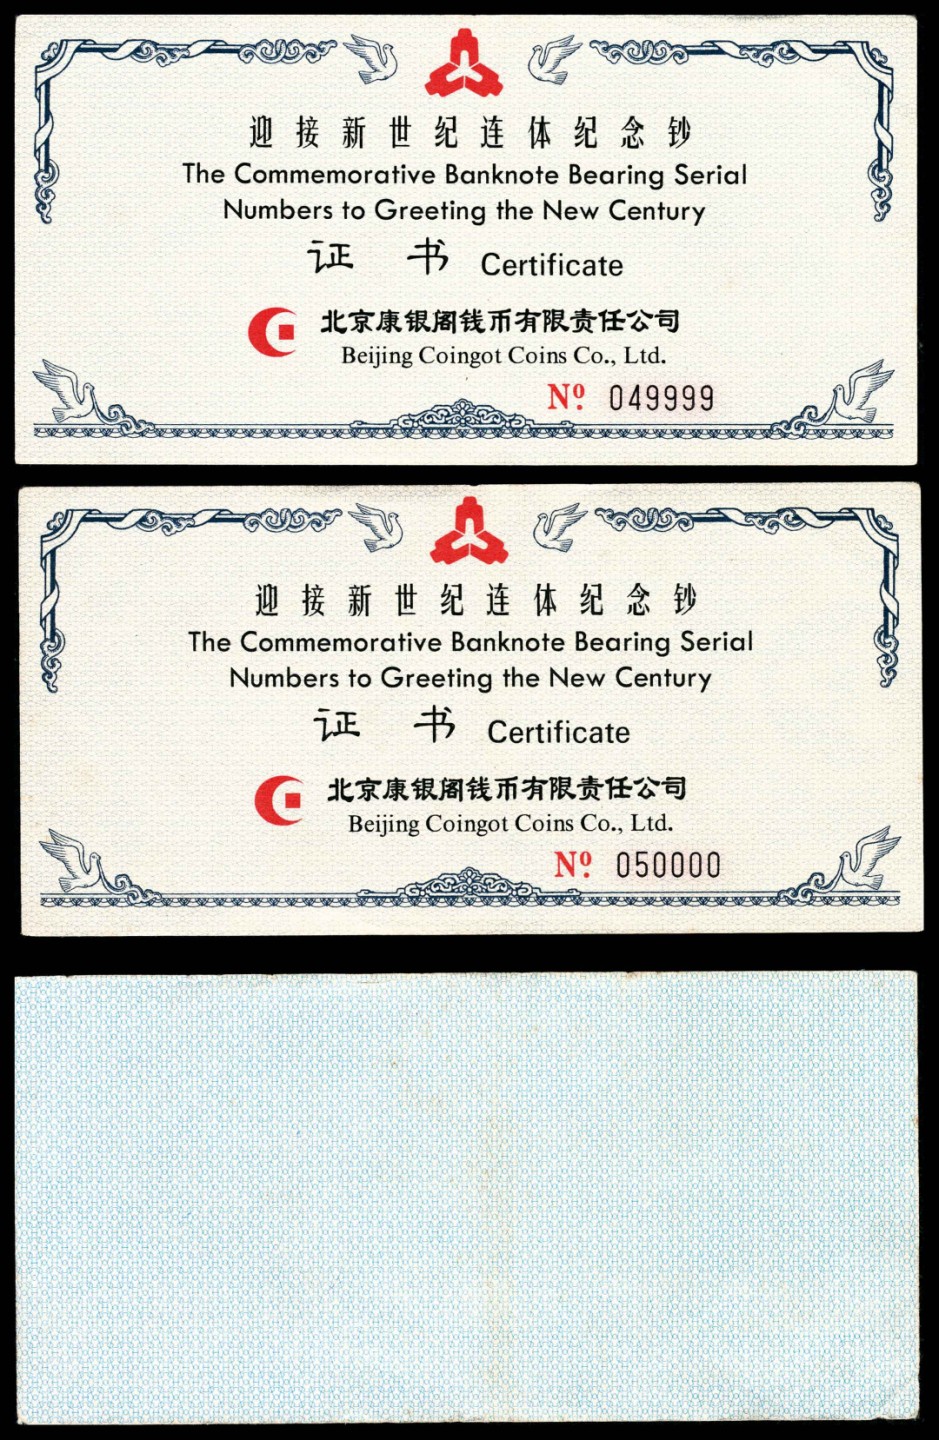 迎接新世纪连体纪念钞
The Commemorative Banknote Bearing Serial
Numbers to Greeting the New Century
证 书 Certificate
北京康银阁钱币有限责任公司
Beijing Coingot Coins Co., Ltd.
Nº. 049999
迎接新世纪连体纪念钞
The Commemorative Banknote Bearing Serial
Numbers to Greeting the New Century
证 书 Certificate
北京康银阁钱币有限责任公司
Beijing Coingot Coins Co., Ltd.
Nº. 050000